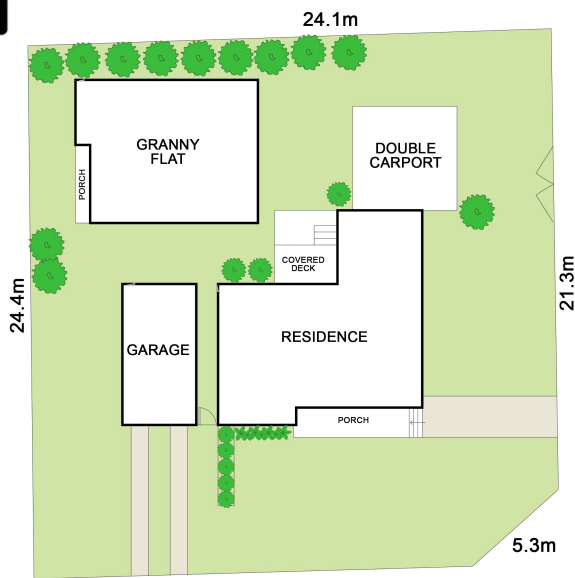 24.1m
GRANNY
FLAT
DOUBLE
CARPORT
PORCH
COVERED
DECK
24.4m
21.3m
GARAGE
RESIDENCE
PORCH
5.3m